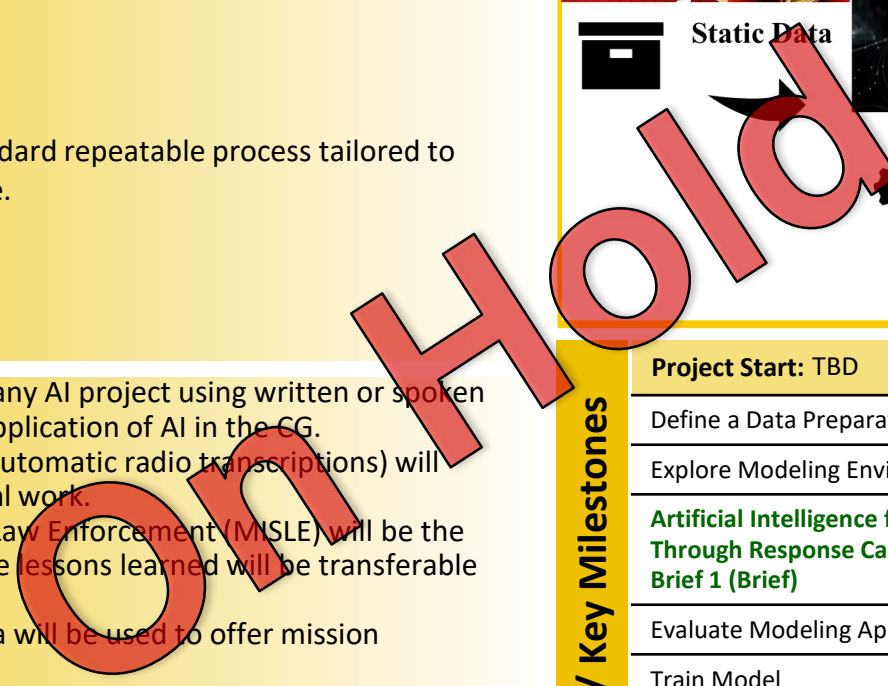 Static Data
dard repeatable process tailored to
e.
any AI project using written or spoken
pplication of AI in the CG.
utomatic radio transcriptions) will
al work.
Law Enforcement (MISLE) will be the
e lessons learned will be transferable
a will be used to offer mission
On Hold
Key Milestones
Project Start: TBD
Define a Data Prepara
Explore Modeling Envi
Artificial Intelligence f
Through Response Ca
Brief 1 (Brief)
Evaluate Modeling Ap
Train Model